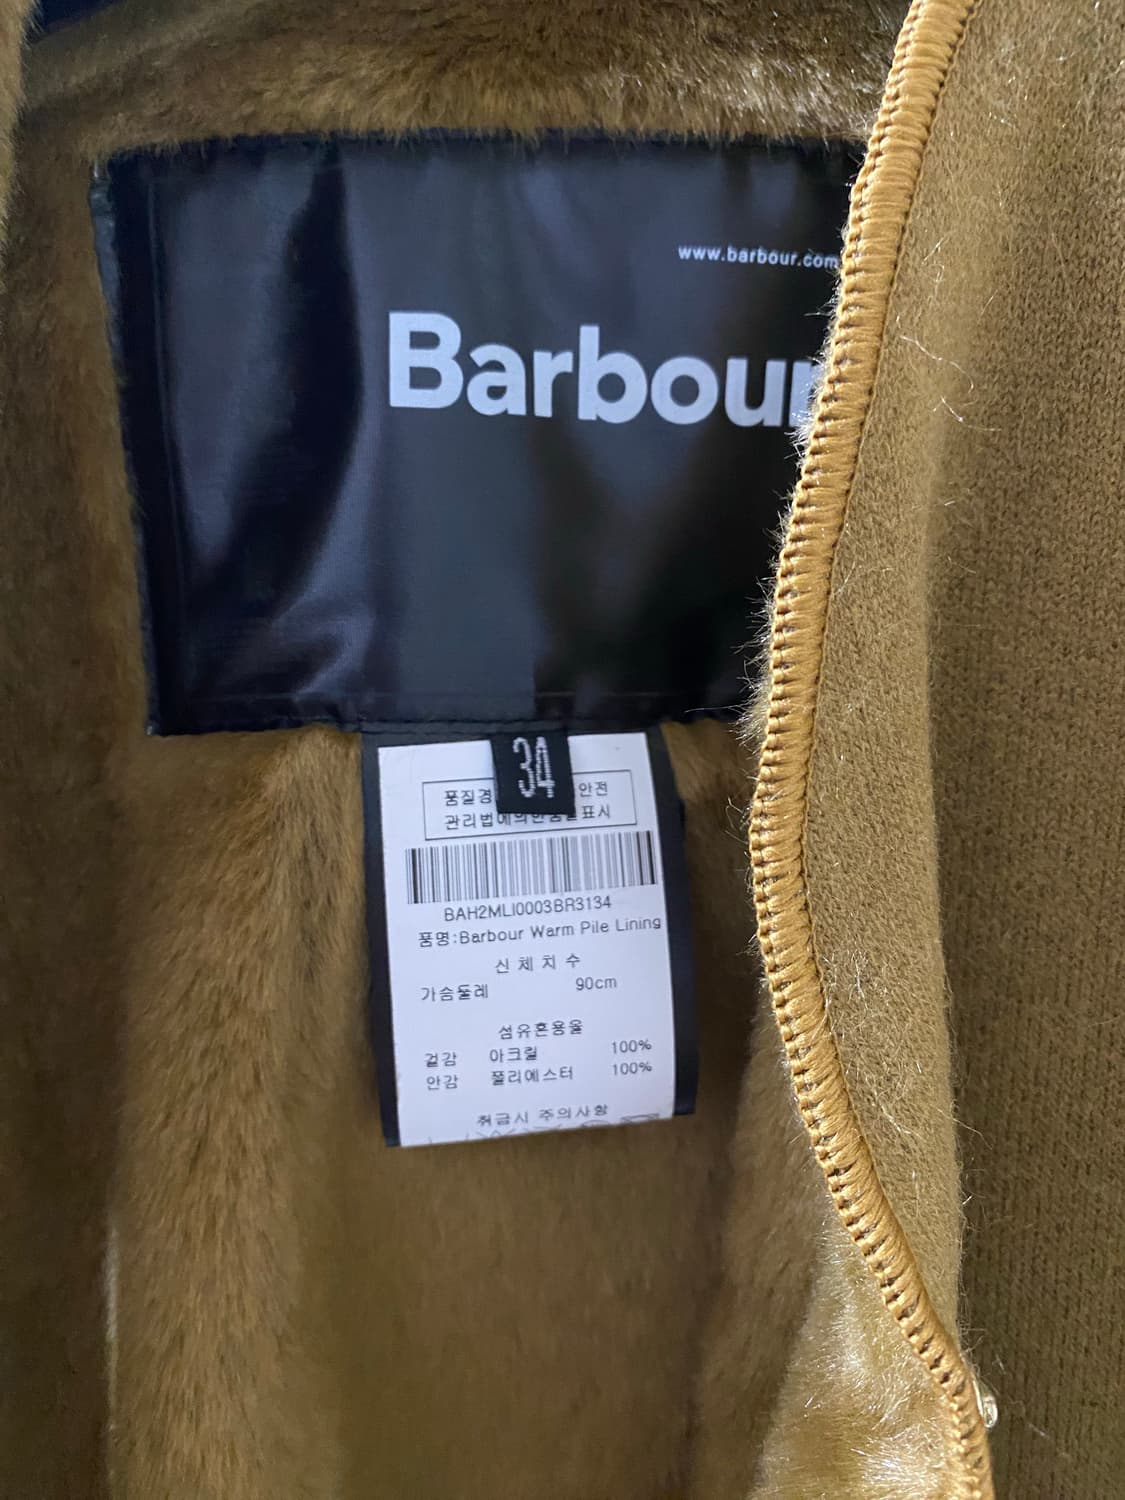 www.barbour.com
Barbour
34
품질경 안전
관리법에의한 표시
BAH2MLI0003BR3134
품명:Barbour Warm Pile Lining
신체치수
가슴둘레 90cm
섬유혼용율
겉감 아크릴 100%
안감 폴리에스터 100%
취급시 주의사항